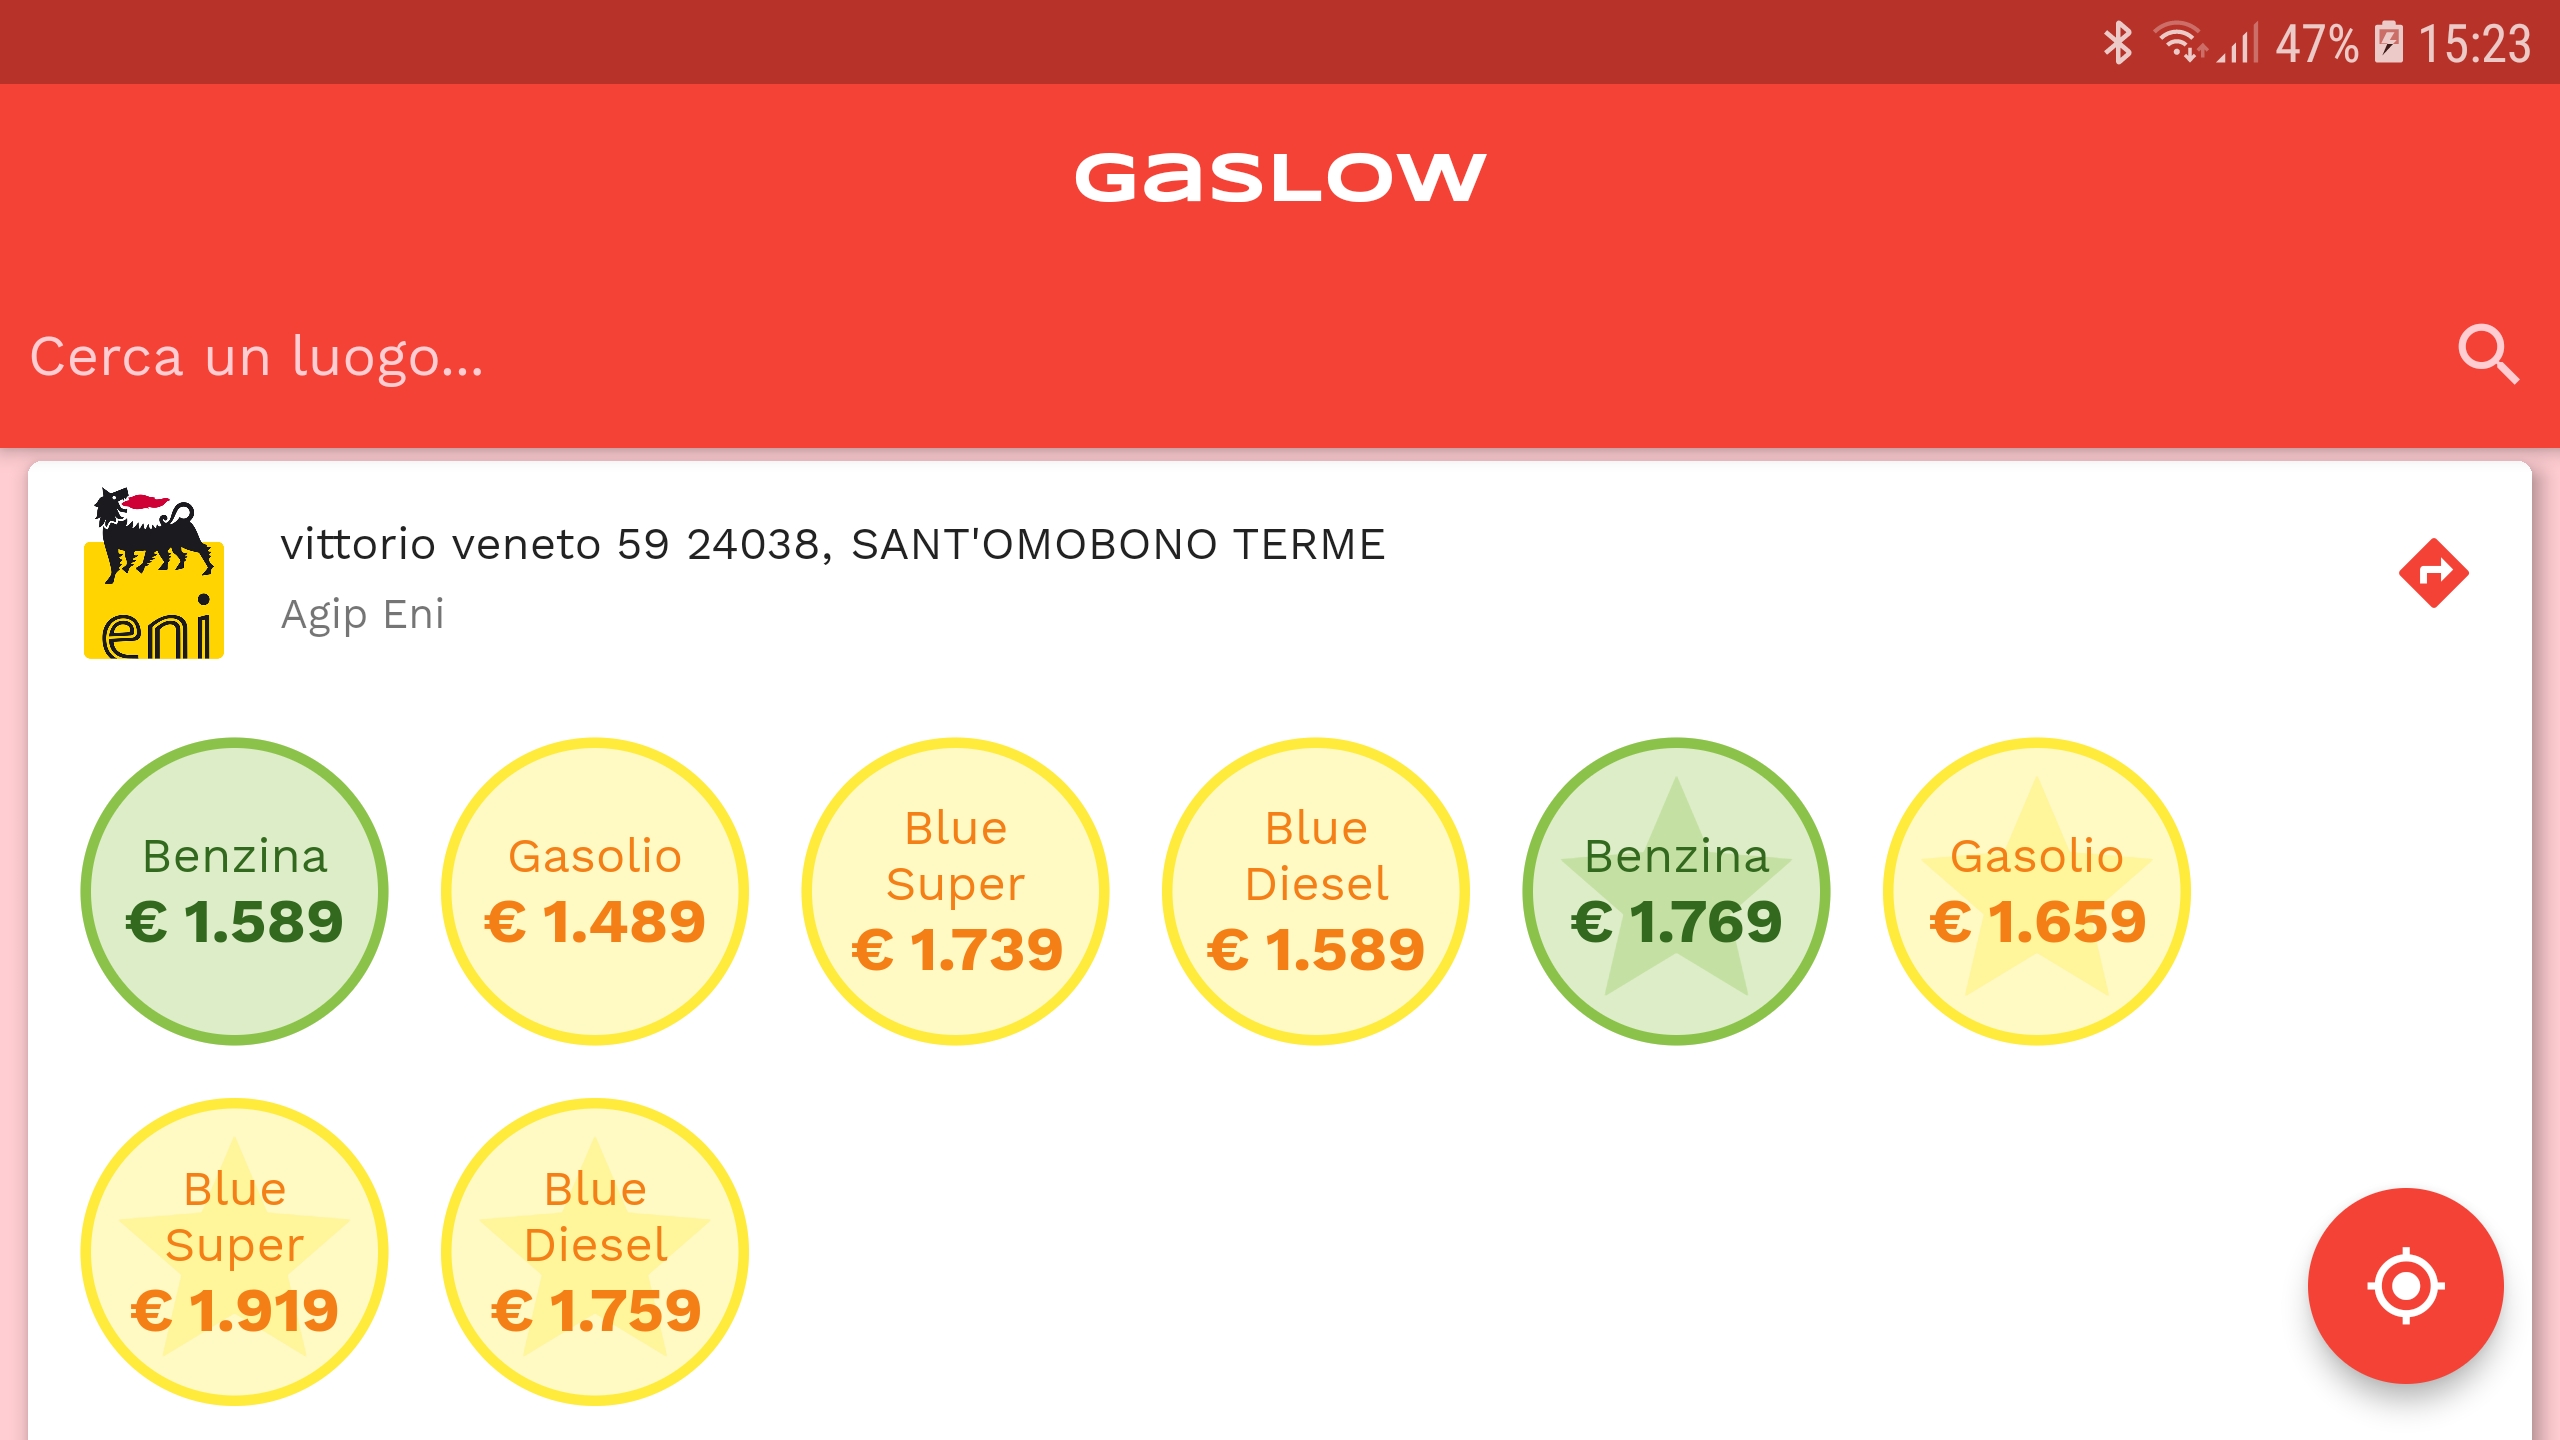 47% 15:23
GaSLOW
Cerca un luogo...
eni
vittorio veneto 59 24038, SANT'OMOBONO TERME
Agip Eni
Benzina
€ 1.589
Gasolio
€ 1.489
Blue
Super
€ 1.739
Blue
Diesel
€ 1.589
Benzina
€ 1.769
Gasolio
€ 1.659
Blue
Super
€ 1.919
Blue
Diesel
€ 1.759